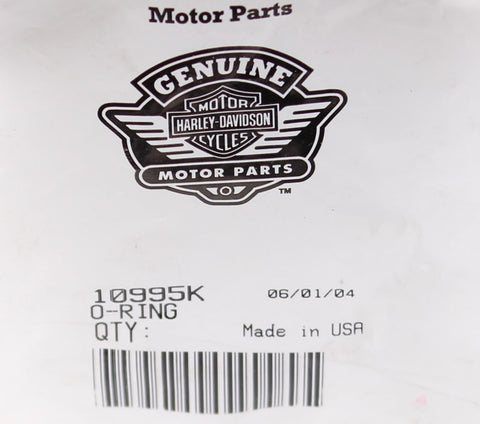 Motor Parts
GENUINE
MOTOR
HARLEY-DAVIDSON
CYCLES
MOTOR PARTS
TM
10995K 06/01/04
O-RING
QTY: Made in USA